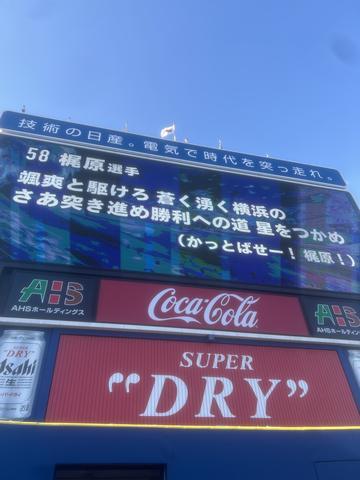 技術の日産。電気で時代を突っ走れ。
58 梶原選手
颯爽と駆けろ 蒼く湧く横浜の
さあ突き進め勝利への道 星をつかめ
(かっとばせー！ 梶原！)
AHS
AHSホールディングス
Coca-Cola
AHS
AHSホールディングス
SUPER
"DRY"
SUPER
"DRY"
Asahi
生